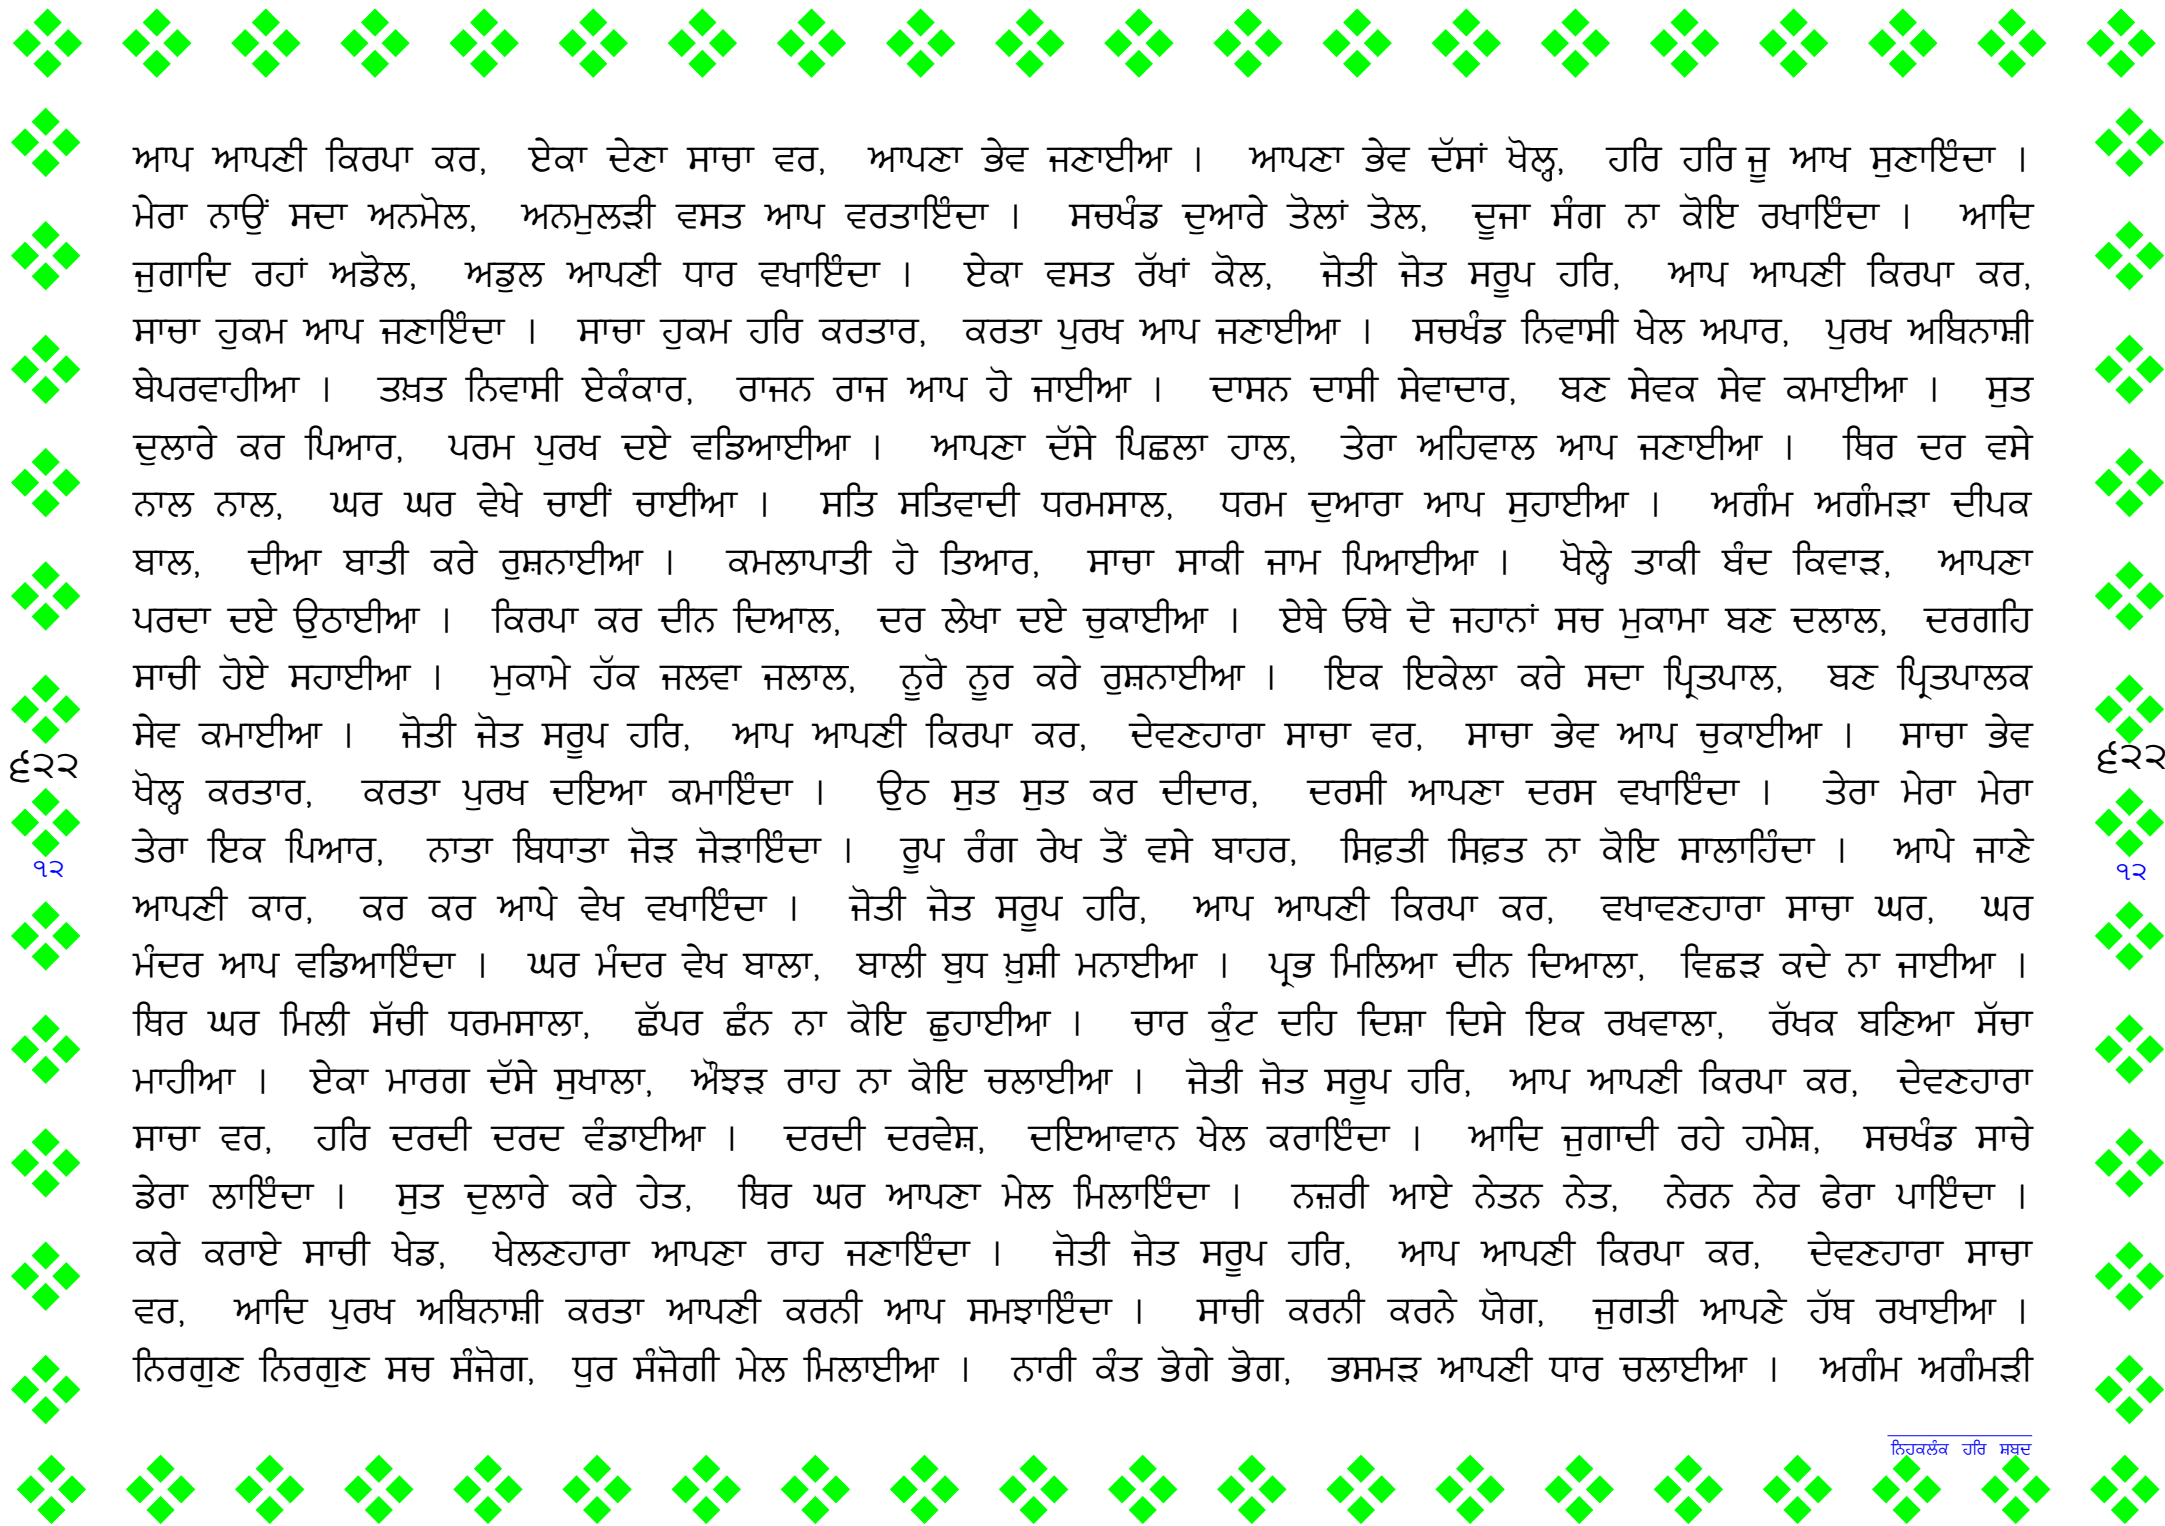 ਆਪ ਆਪਣੀ ਕਿਰਪਾ ਕਰ, ਏਕਾ ਦੇਣਾ ਸਾਚਾ ਵਰ, ਆਪਣਾ ਭੇਵ ਜਣਾਈਆ । ਆਪਣਾ ਭੇਵ ਦੱਸਾਂ ਖੋਲ੍ਹ, ਹਰਿ ਹਰਿ ਜੂ ਆਖ ਸੁਣਾਇੰਦਾ ।
ਮੇਰਾ ਨਾਉਂ ਸਦਾ ਅਨਮੋਲ, ਅਨਮੁਲੜੀ ਵਸਤ ਆਪ ਵਰਤਾਇੰਦਾ । ਸਚਖੰਡ ਦੁਆਰੇ ਤੋਲਾਂ ਤੋਲ, ਦੂਜਾ ਸੰਗ ਨਾ ਕੋਇ ਰਖਾਇੰਦਾ । ਆਦਿ
ਜੁਗਾਦਿ ਰਹਾਂ ਅਡੋਲ, ਅਡੁਲ ਆਪਣੀ ਧਾਰ ਵਖਾਇੰਦਾ । ਏਕਾ ਵਸਤ ਰੱਖਾਂ ਕੋਲ, ਜੋਤੀ ਜੋਤ ਸਰੂਪ ਹਰਿ, ਆਪ ਆਪਣੀ ਕਿਰਪਾ ਕਰ,
ਸਾਚਾ ਹੁਕਮ ਆਪ ਜਣਾਇੰਦਾ । ਸਾਚਾ ਹੁਕਮ ਹਰਿ ਕਰਤਾਰ, ਕਰਤਾ ਪੁਰਖ ਆਪ ਜਣਾਈਆ । ਸਚਖੰਡ ਨਿਵਾਸੀ ਖੇਲ ਅਪਾਰ, ਪੁਰਖ ਅਬਿਨਾਸ਼ੀ
ਬੇਪਰਵਾਹੀਆ । ਤਖ਼ਤ ਨਿਵਾਸੀ ਏਕੰਕਾਰ, ਰਾਜਨ ਰਾਜ ਆਪ ਹੋ ਜਾਈਆ । ਦਾਸਨ ਦਾਸੀ ਸੇਵਾਦਾਰ, ਬਣ ਸੇਵਕ ਸੇਵ ਕਮਾਈਆ । ਸੁਤ
ਦੁਲਾਰੇ ਕਰ ਪਿਆਰ, ਪਰਮ ਪੁਰਖ ਦਏ ਵਡਿਆਈਆ । ਆਪਣਾ ਦੱਸੇ ਪਿਛਲਾ ਹਾਲ, ਤੇਰਾ ਅਹਿਵਾਲ ਆਪ ਜਣਾਈਆ । ਥਿਰ ਦਰ ਵਸੇ
ਨਾਲ ਨਾਲ, ਘਰ ਘਰ ਵੇਖੇ ਚਾਈਂ ਚਾਈਂਆ । ਸਤਿ ਸਤਿਵਾਦੀ ਧਰਮਸਾਲ, ਧਰਮ ਦੁਆਰਾ ਆਪ ਸੁਹਾਈਆ । ਅਗੰਮ ਅਗੰਮੜਾ ਦੀਪਕ
ਬਾਲ, ਦੀਆ ਬਾਤੀ ਕਰੇ ਰੁਸ਼ਨਾਈਆ । ਕਮਲਾਪਾਤੀ ਹੋ ਤਿਆਰ, ਸਾਚਾ ਸਾਕੀ ਜਾਮ ਪਿਆਈਆ । ਖੋਲ੍ਹੇ ਤਾਕੀ ਬੰਦ ਕਿਵਾੜ, ਆਪਣਾ
ਪਰਦਾ ਦਏ ਉਠਾਈਆ । ਕਿਰਪਾ ਕਰ ਦੀਨ ਦਿਆਲ, ਦਰ ਲੇਖਾ ਦਏ ਚੁਕਾਈਆ । ਏਥੇ ਓਥੇ ਦੋ ਜਹਾਨਾਂ ਸਚ ਮੁਕਾਮਾ ਬਣ ਦਲਾਲ, ਦਰਗਹਿ
ਸਾਚੀ ਹੋਏ ਸਹਾਈਆ । ਮੁਕਾਮੇ ਹੱਕ ਜਲਵਾ ਜਲਾਲ, ਨੂਰੋ ਨੂਰ ਕਰੇ ਰੁਸ਼ਨਾਈਆ । ਇਕ ਇਕੇਲਾ ਕਰੇ ਸਦਾ ਪ੍ਰਿਤਪਾਲ, ਬਣ ਪ੍ਰਿਤਪਾਲਕ
ਸੇਵ ਕਮਾਈਆ । ਜੋਤੀ ਜੋਤ ਸਰੂਪ ਹਰਿ, ਆਪ ਆਪਣੀ ਕਿਰਪਾ ਕਰ, ਦੇਵਣਹਾਰਾ ਸਾਚਾ ਵਰ, ਸਾਚਾ ਭੇਵ ਆਪ ਚੁਕਾਈਆ । ਸਾਚਾ ਭੇਵ
ਖੋਲ੍ਹ ਕਰਤਾਰ, ਕਰਤਾ ਪੁਰਖ ਦਇਆ ਕਮਾਇੰਦਾ । ਉਠ ਸੁਤ ਸੁਤ ਕਰ ਦੀਦਾਰ, ਦਰਸੀ ਆਪਣਾ ਦਰਸ ਵਖਾਇੰਦਾ । ਤੇਰਾ ਮੇਰਾ ਮੇਰਾ
ਤੇਰਾ ਇਕ ਪਿਆਰ, ਨਾਤਾ ਬਿਧਾਤਾ ਜੋੜ ਜੋੜਾਇੰਦਾ । ਰੂਪ ਰੰਗ ਰੇਖ ਤੋਂ ਵਸੇ ਬਾਹਰ, ਸਿਫ਼ਤੀ ਸਿਫ਼ਤ ਨਾ ਕੋਇ ਸਾਲਾਹਿੰਦਾ । ਆਪੇ ਜਾਣੇ
ਆਪਣੀ ਕਾਰ, ਕਰ ਕਰ ਆਪੇ ਵੇਖ ਵਖਾਇੰਦਾ । ਜੋਤੀ ਜੋਤ ਸਰੂਪ ਹਰਿ, ਆਪ ਆਪਣੀ ਕਿਰਪਾ ਕਰ, ਵਖਾਵਣਹਾਰਾ ਸਾਚਾ ਘਰ, ਘਰ
ਮੰਦਰ ਆਪ ਵਡਿਆਇੰਦਾ । ਘਰ ਮੰਦਰ ਵੇਖ ਬਾਲਾ, ਬਾਲੀ ਬੁਧ ਖ਼ੁਸ਼ੀ ਮਨਾਈਆ । ਪ੍ਰਭ ਮਿਲਿਆ ਦੀਨ ਦਿਆਲਾ, ਵਿਛੜ ਕਦੇ ਨਾ ਜਾਈਆ ।
ਥਿਰ ਘਰ ਮਿਲੀ ਸੱਚੀ ਧਰਮਸਾਲਾ, ਛੱਪਰ ਛੰਨ ਨਾ ਕੋਇ ਛੁਹਾਈਆ । ਚਾਰ ਕੁੰਟ ਦਹਿ ਦਿਸ਼ਾ ਦਿਸੇ ਇਕ ਰਖਵਾਲਾ, ਰੱਖਕ ਬਣਿਆ ਸੱਚਾ
ਮਾਹੀਆ । ਏਕਾ ਮਾਰਗ ਦੱਸੇ ਸੁਖਾਲਾ, ਔਝੜ ਰਾਹ ਨਾ ਕੋਇ ਚਲਾਈਆ । ਜੋਤੀ ਜੋਤ ਸਰੂਪ ਹਰਿ, ਆਪ ਆਪਣੀ ਕਿਰਪਾ ਕਰ, ਦੇਵਣਹਾਰਾ
ਸਾਚਾ ਵਰ, ਹਰਿ ਦਰਦੀ ਦਰਦ ਵੰਡਾਈਆ । ਦਰਦੀ ਦਰਵੇਸ਼, ਦਇਆਵਾਨ ਖੇਲ ਕਰਾਇੰਦਾ । ਆਦਿ ਜੁਗਾਦੀ ਰਹੇ ਹਮੇਸ਼, ਸਚਖੰਡ ਸਾਚੇ
ਡੇਰਾ ਲਾਇੰਦਾ । ਸੁਤ ਦੁਲਾਰੇ ਕਰੇ ਹੇਤ, ਥਿਰ ਘਰ ਆਪਣਾ ਮੇਲ ਮਿਲਾਇੰਦਾ । ਨਜ਼ਰੀ ਆਏ ਨੇਤਨ ਨੇਤ, ਨੇਰਨ ਨੇਰ ਫੇਰਾ ਪਾਇੰਦਾ ।
ਕਰੇ ਕਰਾਏ ਸਾਚੀ ਖੇਡ, ਖੇਲਣਹਾਰਾ ਆਪਣਾ ਰਾਹ ਜਣਾਇੰਦਾ । ਜੋਤੀ ਜੋਤ ਸਰੂਪ ਹਰਿ, ਆਪ ਆਪਣੀ ਕਿਰਪਾ ਕਰ, ਦੇਵਣਹਾਰਾ ਸਾਚਾ
ਵਰ, ਆਦਿ ਪੁਰਖ ਅਬਿਨਾਸ਼ੀ ਕਰਤਾ ਆਪਣੀ ਕਰਨੀ ਆਪ ਸਮਝਾਇੰਦਾ । ਸਾਚੀ ਕਰਨੀ ਕਰਨੇ ਯੋਗ, ਜੁਗਤੀ ਆਪਣੇ ਹੱਥ ਰਖਾਈਆ ।
ਨਿਰਗੁਣ ਨਿਰਗੁਣ ਸਚ ਸੰਜੋਗ, ਧੁਰ ਸੰਜੋਗੀ ਮੇਲ ਮਿਲਾਈਆ । ਨਾਰੀ ਕੰਤ ਭੋਗੇ ਭੋਗ, ਭਸਮੜ ਆਪਣੀ ਧਾਰ ਚਲਾਈਆ । ਅਗੰਮ ਅਗੰਮੜੀ
੬੨੨
੧੨
੬੨੨
੧੨
ਨਿਹਕਲੰਕ ਹਰਿ ਸ਼ਬਦ